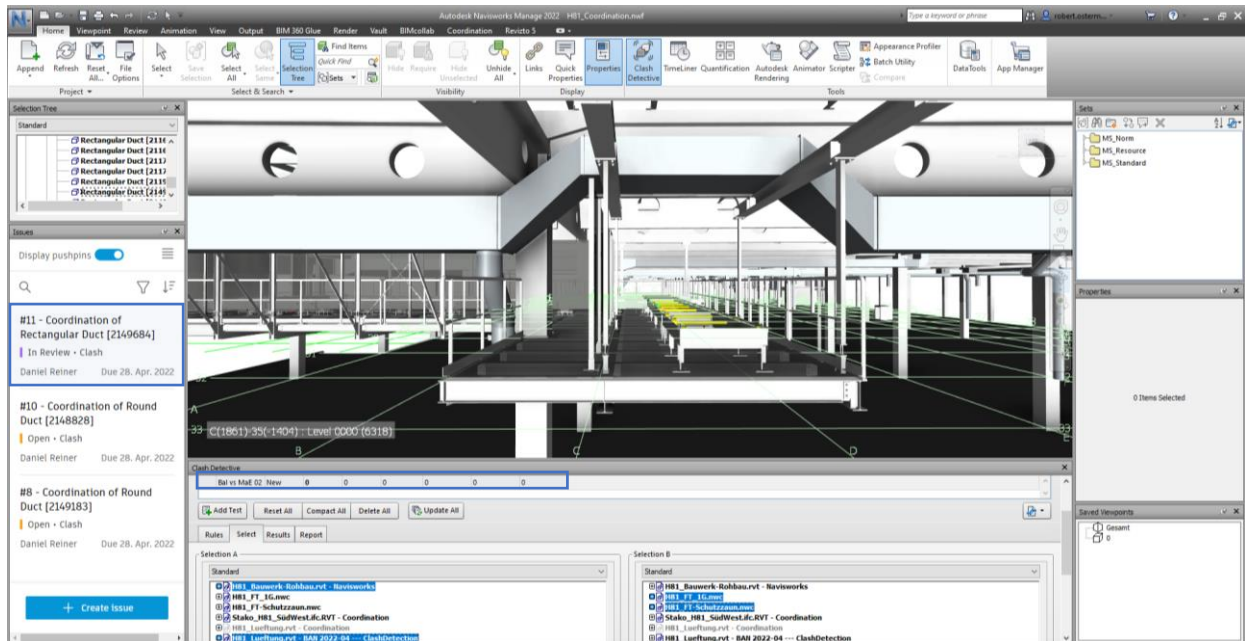 Autodesk Navisworks Manage 2022 H81_Coordination.nwf
Type a keyword or phrase
robert.osterm...
Home Viewpoint Review Animation View Output BIM 360 Glue Render Vault BIMcollab Coordination Revizto 5
Append Refresh Reset All... File Options
Select Save Selection Select All Select Same Selection Tree
Find Items
Quick Find
Sets
Hide Require Hide Unselected Unhide All
Links Quick Properties Properties
Clash Detective TimeLiner Quantification Autodesk Rendering Animator Scripter
Appearance Profiler
Batch Utility
Compare
DataTools App Manager
Project Select & Search Visibility Display Tools
Selection Tree
Standard
Rectangular Duct [2116
Rectangular Duct [2116
Rectangular Duct [2117
Rectangular Duct [2117
Rectangular Duct [2119
Rectangular Duct [2149
Issues
Display pushpins
#11 - Coordination of
Rectangular Duct [2149684]
In Review • Clash
Daniel Reiner Due 28. Apr. 2022
#10 - Coordination of Round
Duct [2148828]
Open • Clash
Daniel Reiner Due 28. Apr. 2022
#8 - Coordination of Round
Duct [2149183]
Open • Clash
Daniel Reiner Due 28. Apr. 2022
+ Create Issue
A
33
C(1861)-35(-1404) : Level 0000 (6318)
B C D
33
Clash Detective
Bal vs MaE 02 New 0 0 0 0 0 0
Add Test Reset All Compact All Delete All Update All
Rules Select Results Report
Selection A
Standard
H81_Bauwerk-Rohbau.rvt - Navisworks
H81_FT_1G.nwc
H81_FT-Schutzzaun.nwc
Stako_H81_SüdWest.ifc.RVT - Coordination
H81_Lueftung.rvt - Coordination
H81_Lueftung.rvt - BAN 2022-04 --- ClashDetection
Selection B
Standard
H81_Bauwerk-Rohbau.rvt - Navisworks
H81_FT_1G.nwc
H81_FT-Schutzzaun.nwc
Stako_H81_SüdWest.ifc.RVT - Coordination
H81_Lueftung.rvt - Coordination
H81_Lueftung.rvt - BAN 2022-04 --- ClashDetection
Sets
MS_Norm
MS_Resource
MS_Standard
Properties
0 Items Selected
Saved Viewpoints
Gesamt
0